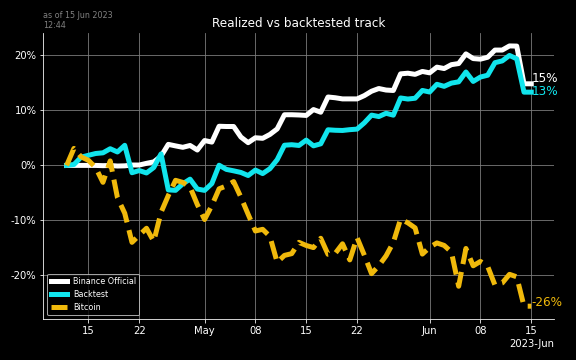 as of 15 Jun 2023
12:44
Realized vs backtested track
20%
10%
0%
-10%
-20%
15%
13%
-26%
Binance Official
Backtest
Bitcoin
15 22 May 08 15 22 Jun 08 15
2023-Jun